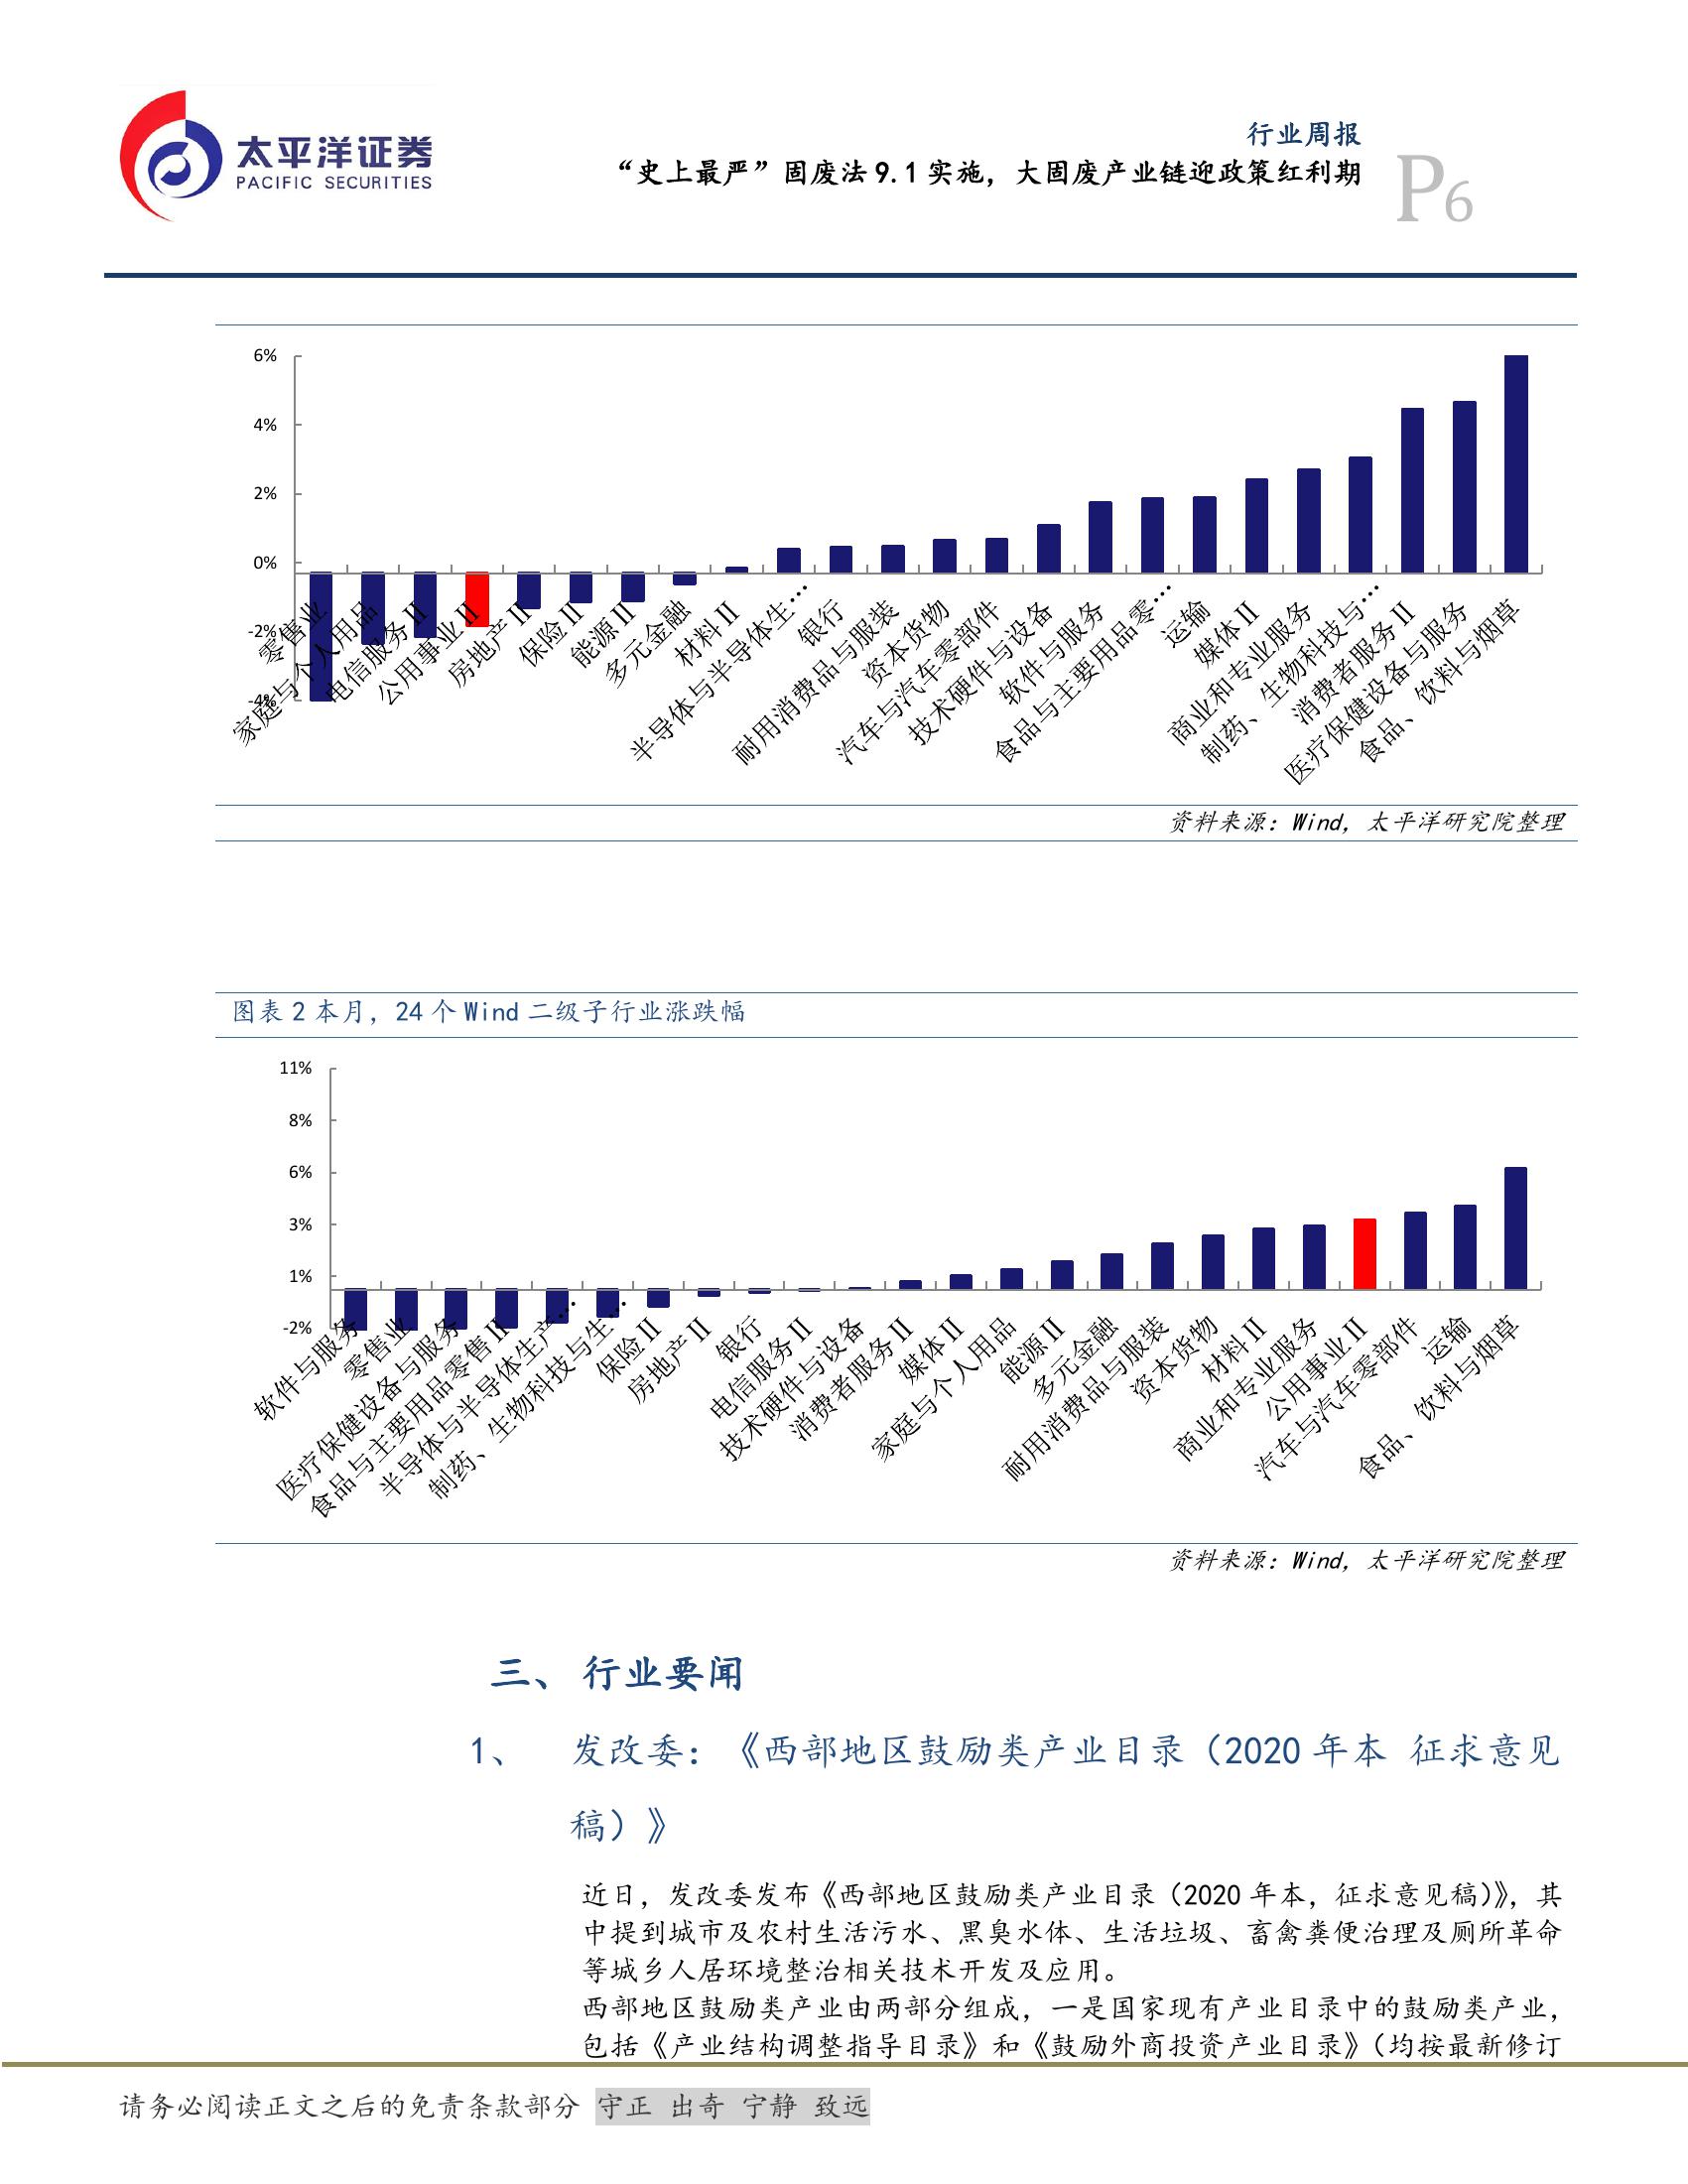 太平洋证券
PACIFIC SECURITIES
行业周报
“史上最严”固废法 9.1 实施，大固废产业链迎政策红利期
P6
6%
4%
2%
0%
-2%
-4%
零售业
家庭与个人用品
电信服务Ⅱ
公用事业Ⅱ
房地产Ⅱ
保险Ⅱ
能源Ⅱ
多元金融
材料Ⅱ
半导体与半导体生…
银行
耐用消费品与服装
资本货物
汽车与汽车零部件
技术硬件与设备
软件与服务
食品与主要用品零…
运输
媒体Ⅱ
商业和专业服务
制药、生物科技与…
消费者服务Ⅱ
医疗保健设备与服务
食品、饮料与烟草
资料来源：Wind，太平洋研究院整理
图表 2 本月，24 个 Wind 二级子行业涨跌幅
11%
8%
6%
3%
1%
-2%
软件与服务
零售业
医疗保健设备与服务
食品与主要用品零售Ⅱ
半导体与半导体生产…
制药、生物科技与生…
保险Ⅱ
房地产Ⅱ
银行
电信服务Ⅱ
技术硬件与设备
消费者服务Ⅱ
媒体Ⅱ
家庭与个人用品
能源Ⅱ
多元金融
耐用消费品与服装
资本货物
材料Ⅱ
商业和专业服务
公用事业Ⅱ
汽车与汽车零部件
运输
食品、饮料与烟草
资料来源：Wind，太平洋研究院整理
三、 行业要闻
1、 发改委：《西部地区鼓励类产业目录（2020 年本 征求意见
稿）》
近日，发改委发布《西部地区鼓励类产业目录（2020 年本，征求意见稿）》，其
中提到城市及农村生活污水、黑臭水体、生活垃圾、畜禽粪便治理及厕所革命
等城乡人居环境整治相关技术开发及应用。
西部地区鼓励类产业由两部分组成，一是国家现有产业目录中的鼓励类产业，
包括《产业结构调整指导目录》和《鼓励外商投资产业目录》（均按最新修订
请务必阅读正文之后的免责条款部分 守正 出奇 宁静 致远